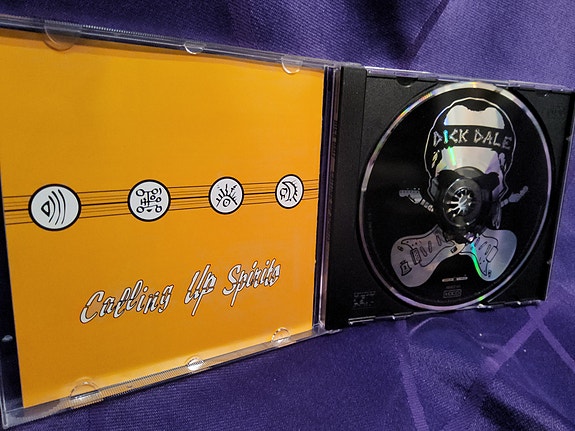 Calling Up Spirits
DICK DALE